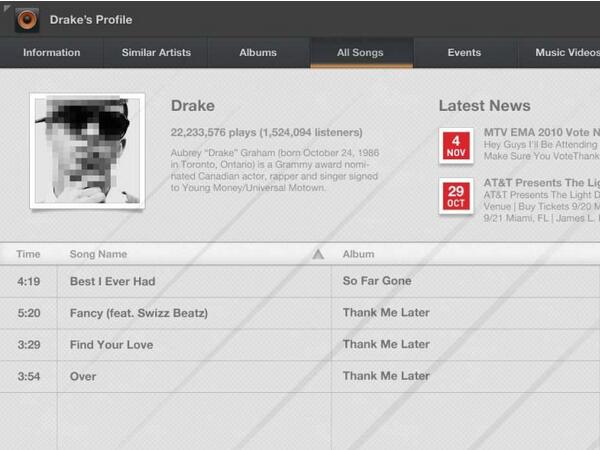 Drake's Profile
Information Similar Artists Albums All Songs Events Music Videos
Drake
22,233,576 plays (1,524,094 listeners)
Aubrey “Drake” Graham (born October 24, 1986
in Toronto, Ontario) is a Grammy award nomi-
nated Canadian actor, rapper and singer signed
to Young Money/Universal Motown.
Latest News
4
NOV
MTV EMA 2010 Vote N
Hey Guys I'll Be Attending
Make Sure You VoteThank
29
OCT
AT&T Presents The Lig
AT&T Presents The Light D
Venue | Buy Tickets 9/20 M
9/21 Miami, FL | James L.
Time Song Name Album
4:19 Best I Ever Had So Far Gone
5:20 Fancy (feat. Swizz Beatz) Thank Me Later
3:29 Find Your Love Thank Me Later
3:54 Over Thank Me Later